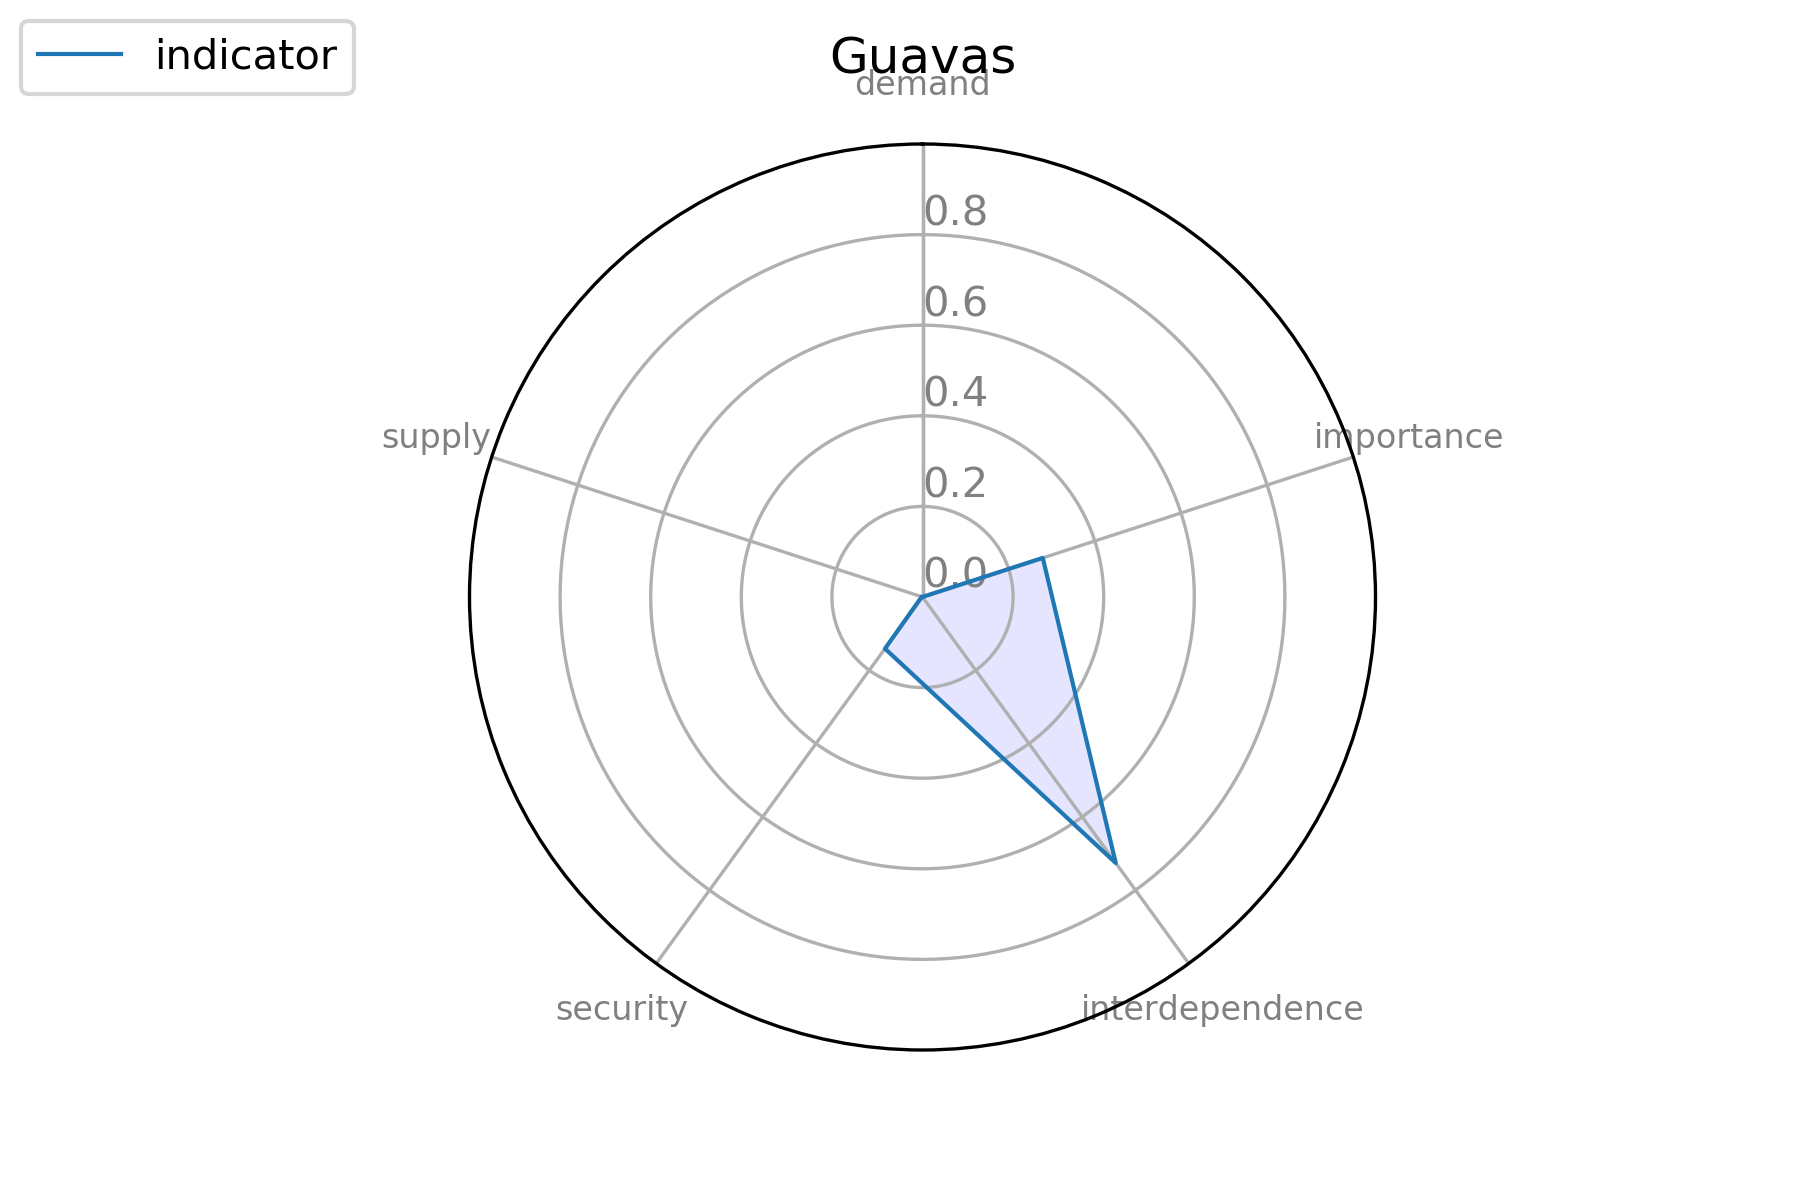 indicator
Guavas
demand
0.8
0.6
0.4
supply
importance
0.2
0.0
security
interdependence